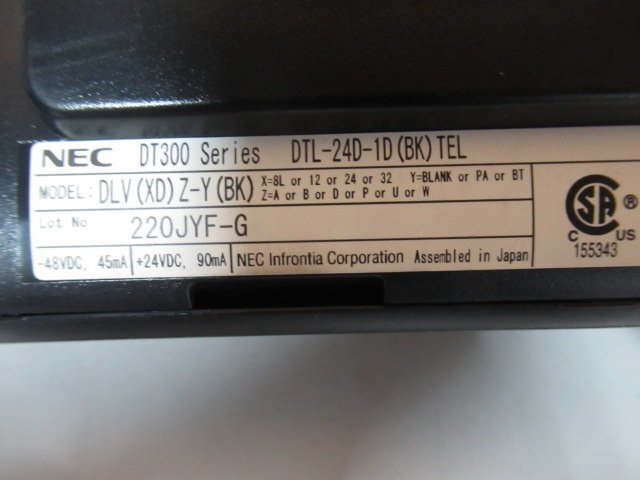 NEC DT300 Series DTL-24D-1D(BK)TEL
MODEL: DLV(XD)Z-Y(BK) X=8L or 12 or 24 or 32 Y=BLANK or PA or BT
Z=A or B or D or P or U or W
Lot No 220JYF-G
-48VDC, 45mA +24VDC, 90mA NEC Infrontia Corporation Assembled in Japan
CSA ®
C US
155343